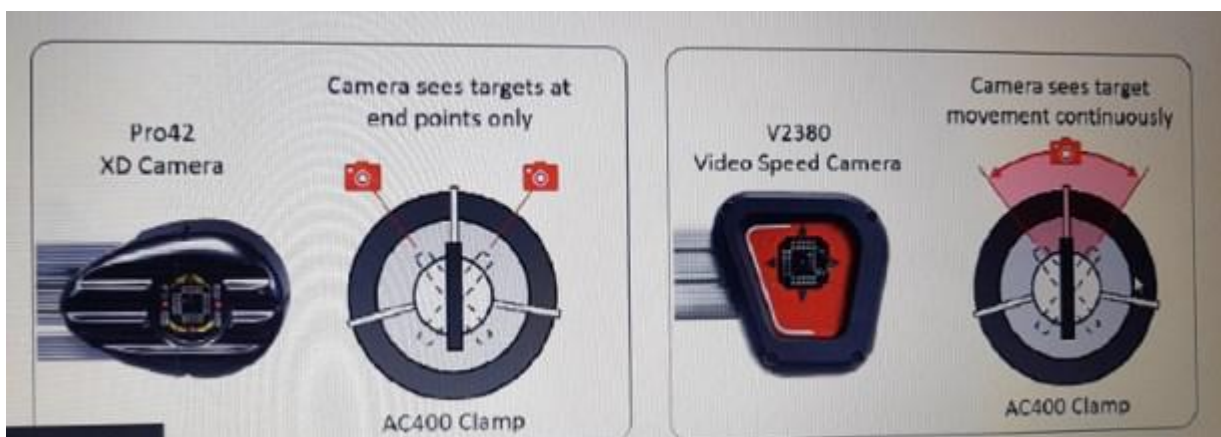 Pro42
XD Camera
Camera sees targets at
end points only
AC400 Clamp
V2380
Video Speed Camera
Camera sees target
movement continuously
AC400 Clamp